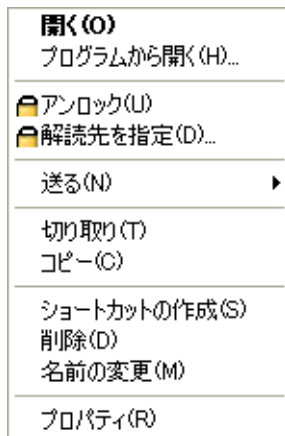 開く(O)
プログラムから開く(H)...
アンロック(U)
解読先を指定(D)...
送る(N)
切り取り(T)
コピー(C)
ショートカットの作成(S)
削除(D)
名前の変更(M)
プロパティ(R)